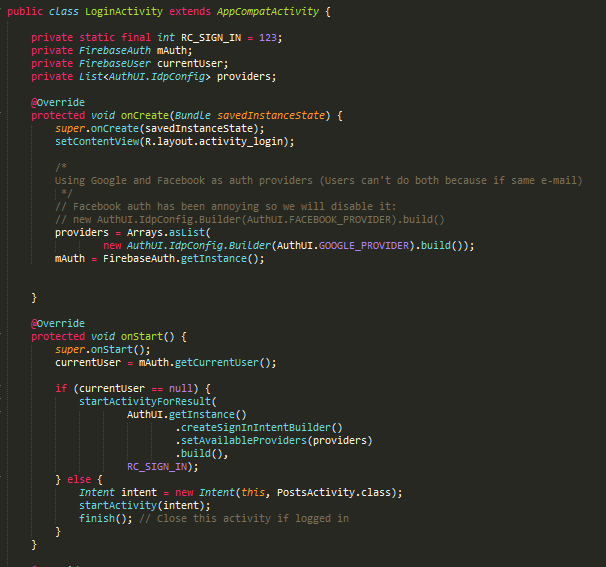 public class LoginActivity extends AppCompatActivity {
private static final int RC_SIGN_IN = 123;
private FirebaseAuth mAuth;
private FirebaseUser currentUser;
private List<AuthUI.IdpConfig> providers;
@Override
protected void onCreate(Bundle savedInstanceState) {
super.onCreate(savedInstanceState);
setContentView(R.layout.activity_login);
/*
Using Google and Facebook as auth providers (Users can't do both because if same e-mail)
*/
// Facebook auth has been annoying so we will disable it:
// new AuthUI.IdpConfig.Builder(AuthUI.FACEBOOK_PROVIDER).build()
providers = Arrays.asList(
new AuthUI.IdpConfig.Builder(AuthUI.GOOGLE_PROVIDER).build());
mAuth = FirebaseAuth.getInstance();
}
@Override
protected void onStart() {
super.onStart();
currentUser = mAuth.getCurrentUser();
if (currentUser == null) {
startActivityForResult(
AuthUI.getInstance()
.createSignInIntentBuilder()
.setAvailableProviders(providers)
.build(),
RC_SIGN_IN);
} else {
Intent intent = new Intent(this, PostsActivity.class);
startActivity(intent);
finish(); // Close this activity if logged in
}
}